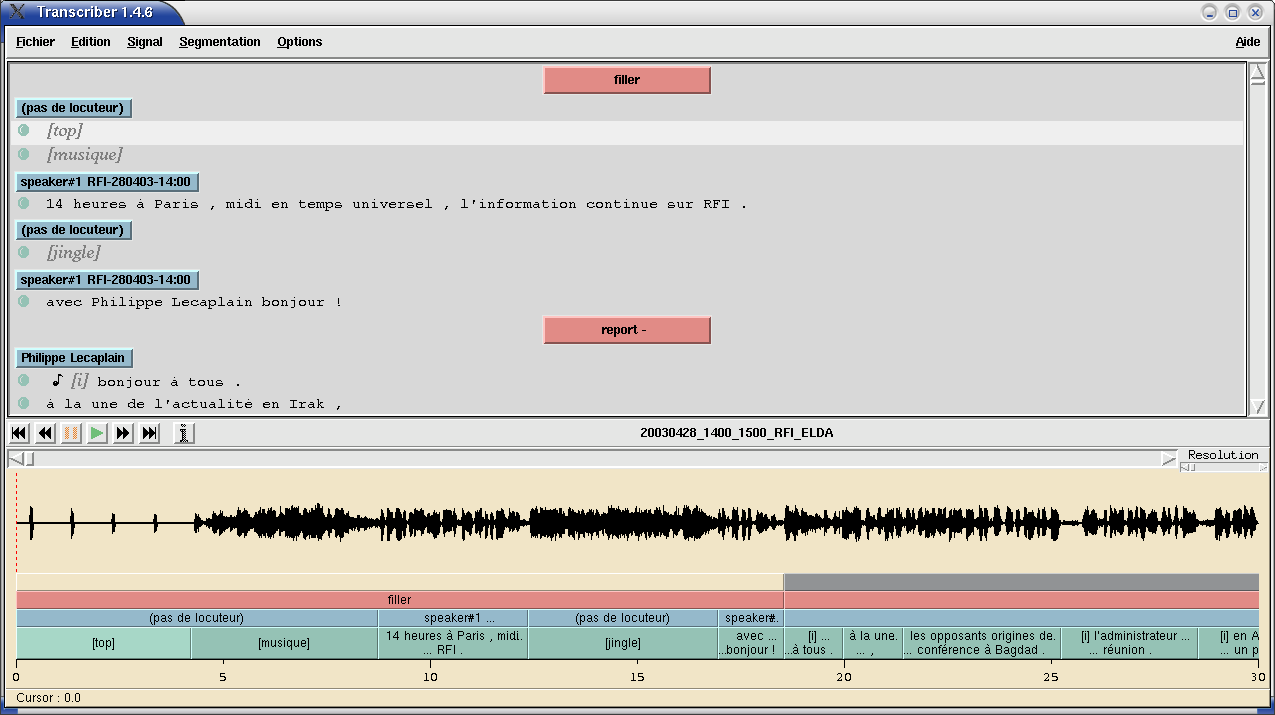 Transcriber 1.4.6
Fichier Edition Signal Segmentation Options Aide
filler
(pas de locuteur)
[top]
[musique]
speaker#1 RFI-280403-14:00
14 heures à Paris , midi en temps universel , l'information continue sur RFI .
(pas de locuteur)
[jingle]
speaker#1 RFI-280403-14:00
avec Philippe Lecaplain bonjour !
report -
Philippe Lecaplain
[i] bonjour à tous .
à la une de l'actualité en Irak ,
20030428_1400_1500_RFI_ELDA
Resolution
filler
(pas de locuteur) speaker#1 ... (pas de locuteur) speaker#.
[top] [musique] 14 heures à Paris , midi. [jingle] avec ... [i] ... à la une. les opposants origines de. [i] l'administrateur ... [i] en A
... RFI . ...bonjour ! ...à tous . ... , ... conférence à Bagdad . ... réunion . ... un p
0 5 10 15 20 25 30
Cursor : 0.0